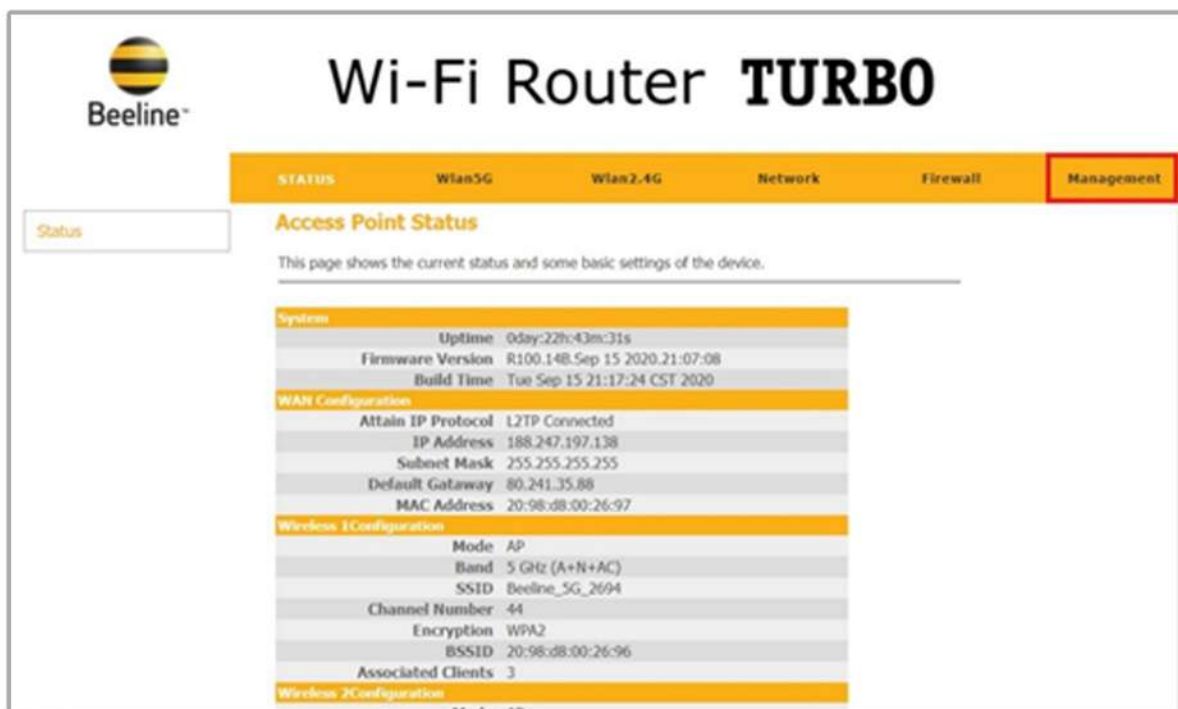 Beeline™
Wi-Fi Router TURBO
STATUS Wlan5G Wlan2.4G Network Firewall Management
Status
Access Point Status
This page shows the current status and some basic settings of the device.
System
Uptime 0day:22h:43m:31s
Firmware Version R100.14B.Sep 15 2020.21:07:08
Build Time Tue Sep 15 21:17:24 CST 2020
WAN Configuration
Attain IP Protocol L2TP Connected
IP Address 188.247.197.138
Subnet Mask 255.255.255.255
Default Gataway 80.241.35.88
MAC Address 20:98:d8:00:26:97
Wireless 1Configuration
Mode AP
Band 5 GHz (A+N+AC)
SSID Beeline_5G_2694
Channel Number 44
Encryption WPA2
BSSID 20:98:d8:00:26:96
Associated Clients 3
Wireless 2Configuration